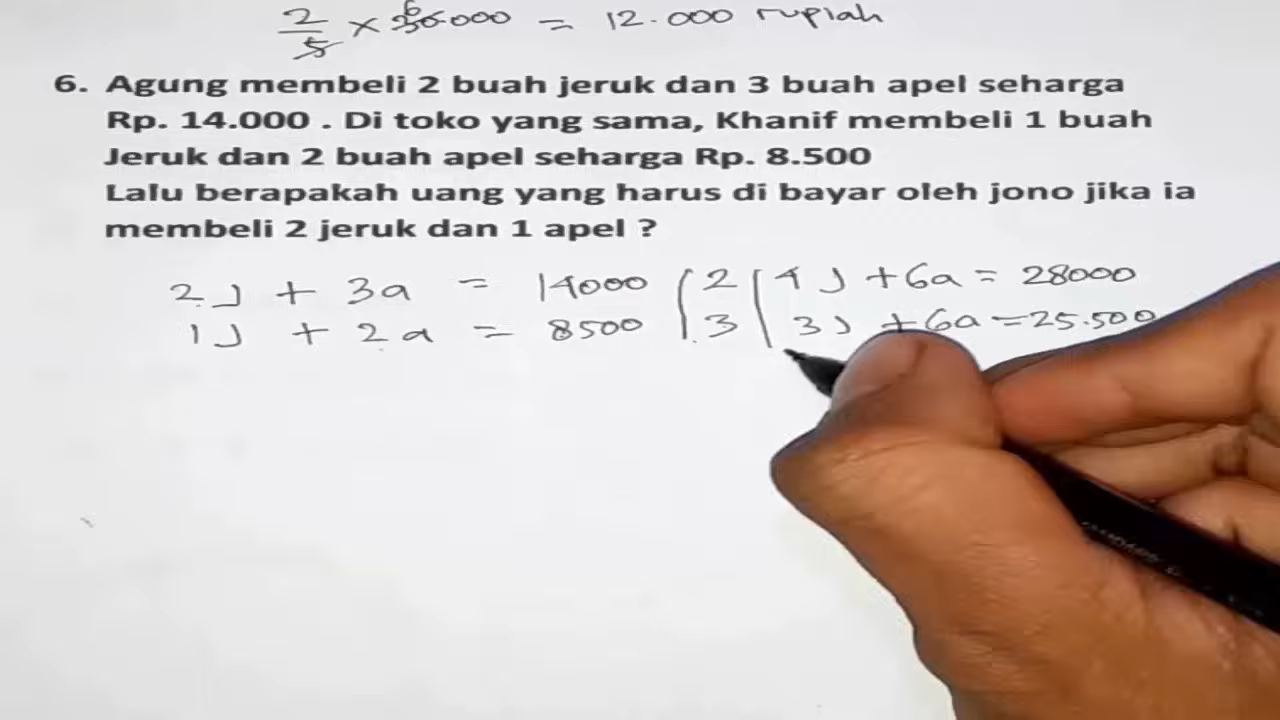 2/5 × 30.000 = 12.000 rupiah
6. Agung membeli 2 buah jeruk dan 3 buah apel seharga
Rp. 14.000 . Di toko yang sama, Khanif membeli 1 buah
Jeruk dan 2 buah apel seharga Rp. 8.500
Lalu berapakah uang yang harus di bayar oleh jono jika ia
membeli 2 jeruk dan 1 apel ?
2J + 3a = 14000 | 2 | 4J + 6a = 28000
1J + 2a = 8500 | 3 | 3J + 6a = 25.500